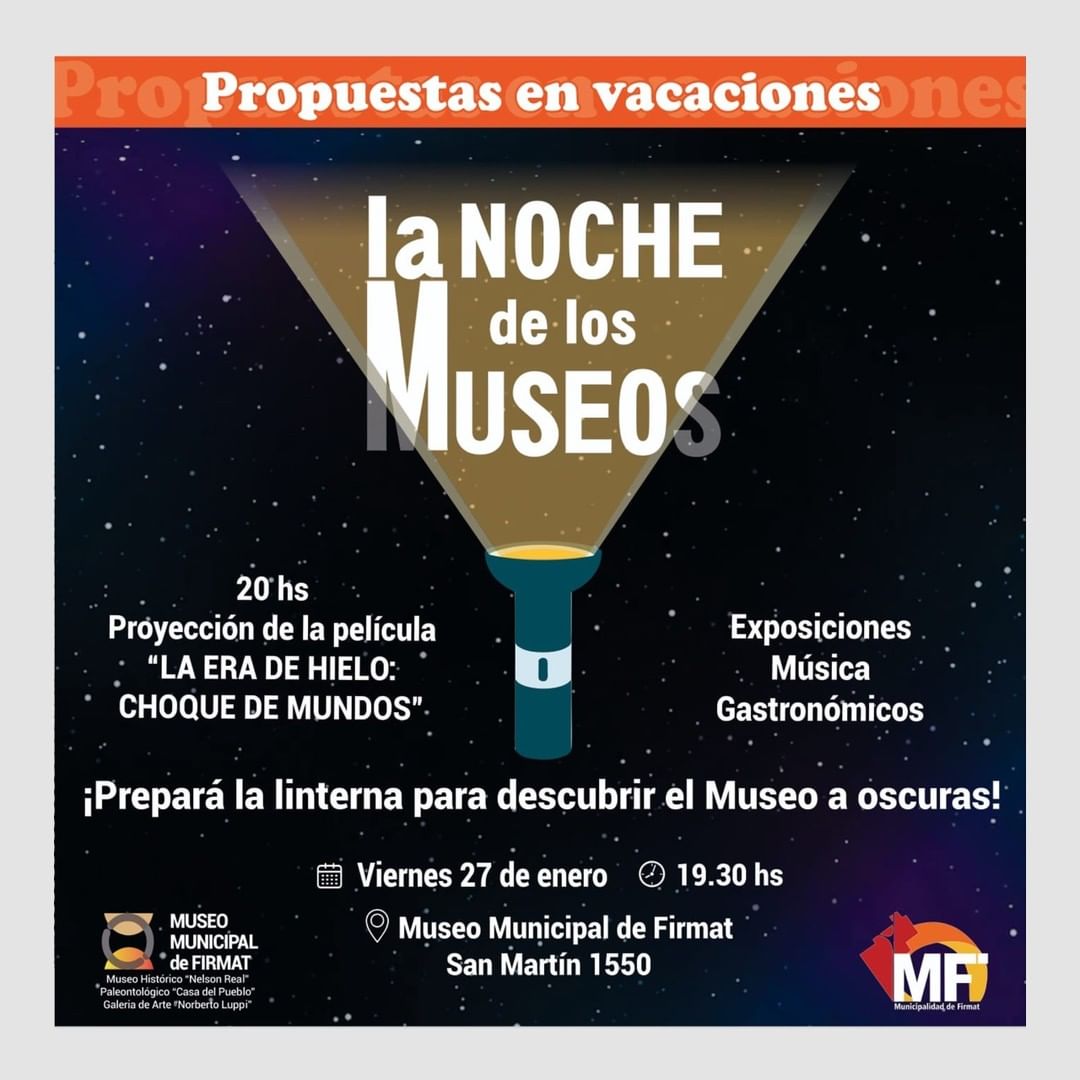 Propuestas en vacaciones
la NOCHE
de los
MUSEOS
20 hs
Proyección de la película
“LA ERA DE HIELO:
CHOQUE DE MUNDOS”
Exposiciones
Música
Gastronómicos
¡Prepará la linterna para descubrir el Museo a oscuras!
Viernes 27 de enero 19.30 hs
Museo Municipal de Firmat
San Martín 1550
MUSEO
MUNICIPAL
de FIRMAT
Museo Histórico “Nelson Real”
Paleontológico “Casa del Pueblo”
Galeria de Arte “Norberto Luppi”
MF
Municipalidad de Firmat